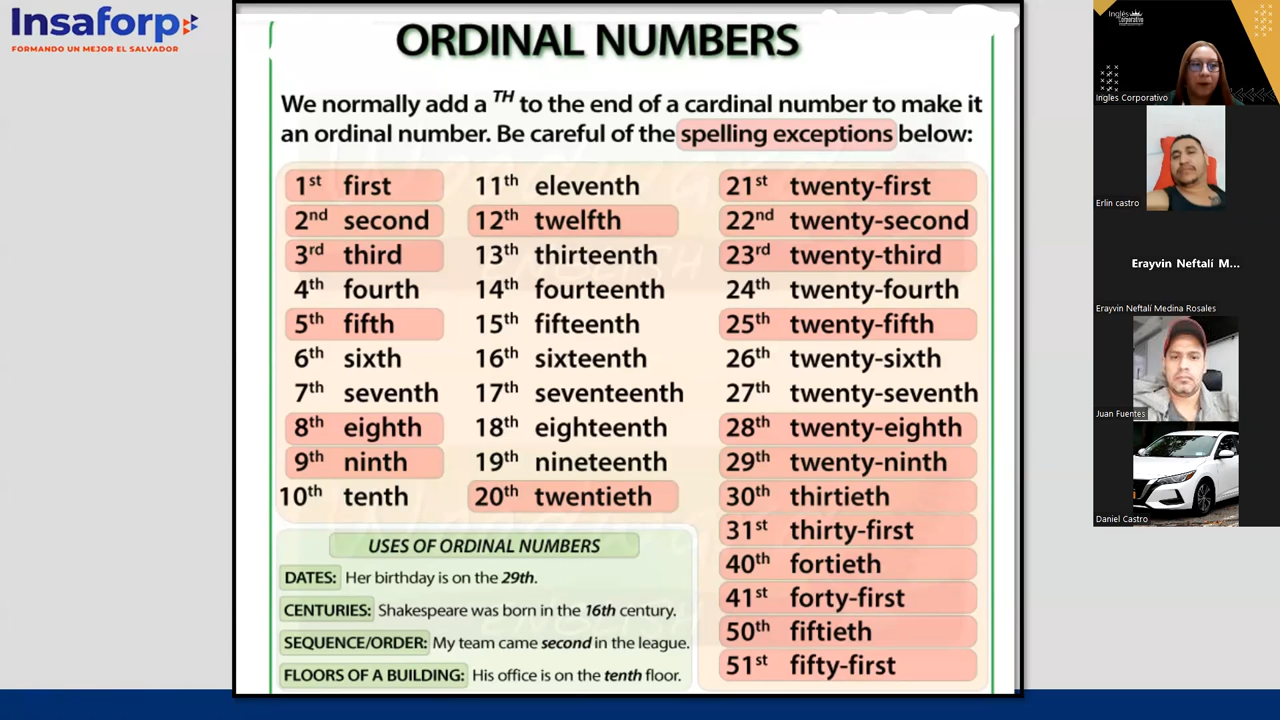 Insaforp
FORMANDO UN MEJOR EL SALVADOR
ORDINAL NUMBERS
We normally add a TH to the end of a cardinal number to make it
an ordinal number. Be careful of the spelling exceptions below:
1st first
2nd second
3rd third
4th fourth
5th fifth
6th sixth
7th seventh
8th eighth
9th ninth
10th tenth
11th eleventh
12th twelfth
13th thirteenth
14th fourteenth
15th fifteenth
16th sixteenth
17th seventeenth
18th eighteenth
19th nineteenth
20th twentieth
21st twenty-first
22nd twenty-second
23rd twenty-third
24th twenty-fourth
25th twenty-fifth
26th twenty-sixth
27th twenty-seventh
28th twenty-eighth
29th twenty-ninth
30th thirtieth
31st thirty-first
40th fortieth
41st forty-first
50th fiftieth
51st fifty-first
USES OF ORDINAL NUMBERS
DATES: Her birthday is on the 29th.
CENTURIES: Shakespeare was born in the 16th century.
SEQUENCE/ORDER: My team came second in the league.
FLOORS OF A BUILDING: His office is on the tenth floor.
Inglés
Corporativo
Ingles Corporativo
Erlin castro
Erayvin Neftalí M...
Erayvin Neftalí Medina Rosales
Juan Fuentes
Daniel Castro